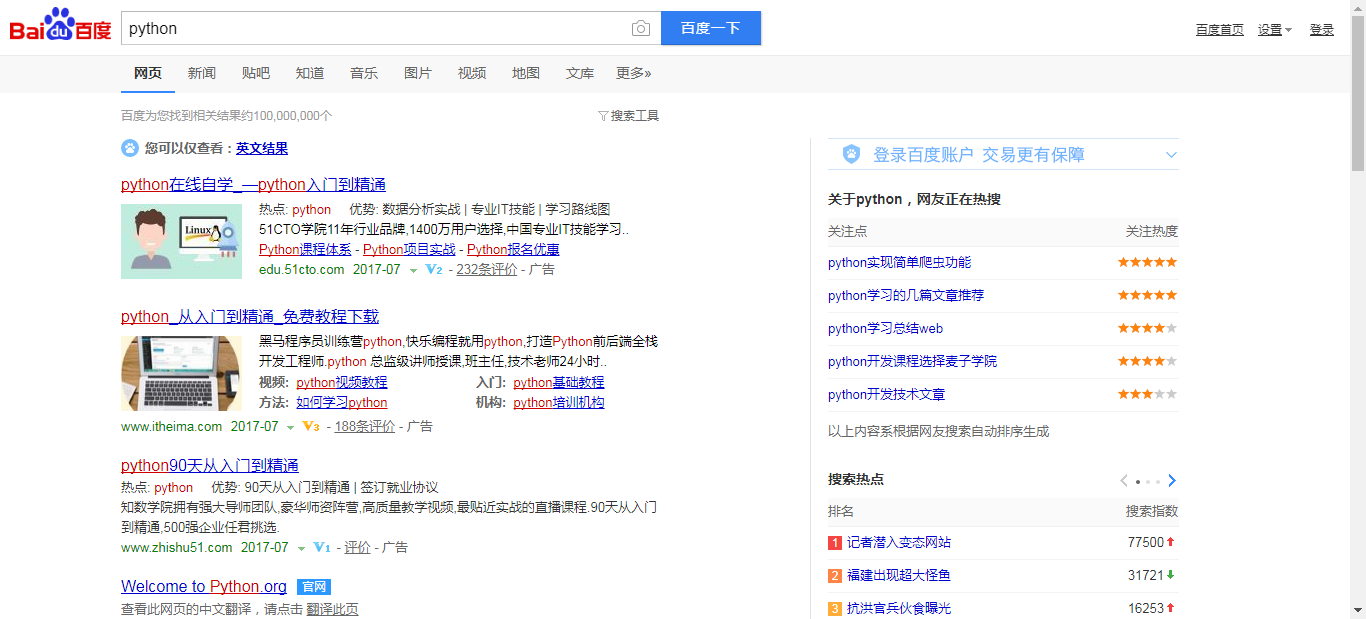 Bai du 百度
python
百度一下
百度首页 设置 登录
网页 新闻 贴吧 知道 音乐 图片 视频 地图 文库 更多»
百度为您找到相关结果约100,000,000个
搜索工具
您可以仅查看：英文结果
python在线自学_—python入门到精通
Linux
热点: python 优势: 数据分析实战 | 专业IT技能 | 学习路线图
51CTO学院11年行业品牌,1400万用户选择,中国专业IT技能学习..
Python课程体系 - Python项目实战 - Python报名优惠
edu.51cto.com 2017-07 V2 - 232条评价 - 广告
python_从入门到精通_免费教程下载
黑马程序员训练营python,快乐编程就用python,打造Python前后端全栈
开发工程师.python 总监级讲师授课,班主任,技术老师24小时..
视频: python视频教程 入门: python基础教程
方法: 如何学习python 机构: python培训机构
www.itheima.com 2017-07 V3 - 188条评价 - 广告
python90天从入门到精通
热点: python 优势: 90天从入门到精通 | 签订就业协议
知数学院拥有强大导师团队,豪华师资阵营,高质量教学视频,最贴近实战的直播课程.90天从入门
到精通,500强企业任君挑选.
www.zhishu51.com 2017-07 V1 - 评价 - 广告
Welcome to Python.org 官网
查看此网页的中文翻译，请点击 翻译此页
登录百度账户 交易更有保障
关于python，网友正在热搜
关注点 关注热度
python实现简单爬虫功能
python学习的几篇文章推荐
python学习总结web
python开发课程选择麦子学院
python开发技术文章
以上内容系根据网友搜索自动排序生成
搜索热点
排名 搜索指数
1 记者潜入变态网站 77500
2 福建出现超大怪鱼 31721
3 抗洪官兵伙食曝光 16253